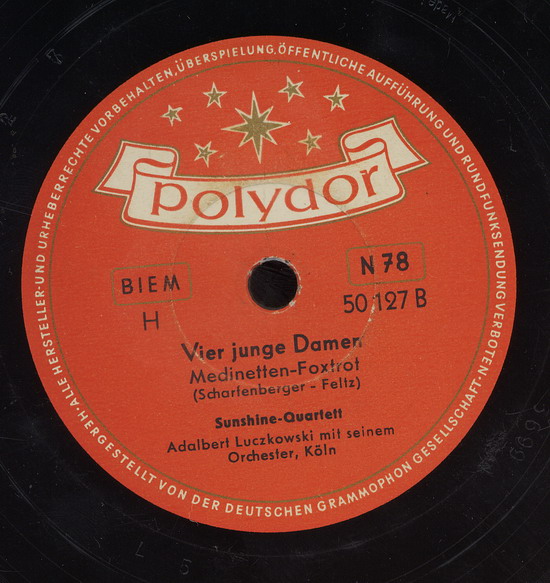 ·ALLE HERSTELLER-UND URHEBERRECHTE VORBEHALTEN, ÜBERSPIELUNG, ÖFFENTLICHE AUFFÜHRUNG UND RUNDFUNKSENDUNG VERBOTEN·
polydor
BIEM
N 78
H
50 127 B
Vier junge Damen
Medinetten-Foxtrot
(Scharfenberger - Feltz)
Sunshine-Quartett
Adalbert Luczkowski mit seinem
Orchester, Köln
HERGESTELLT VON DER DEUTSCHEN GRAMMOPHON GESELLSCHAFT·
L 5